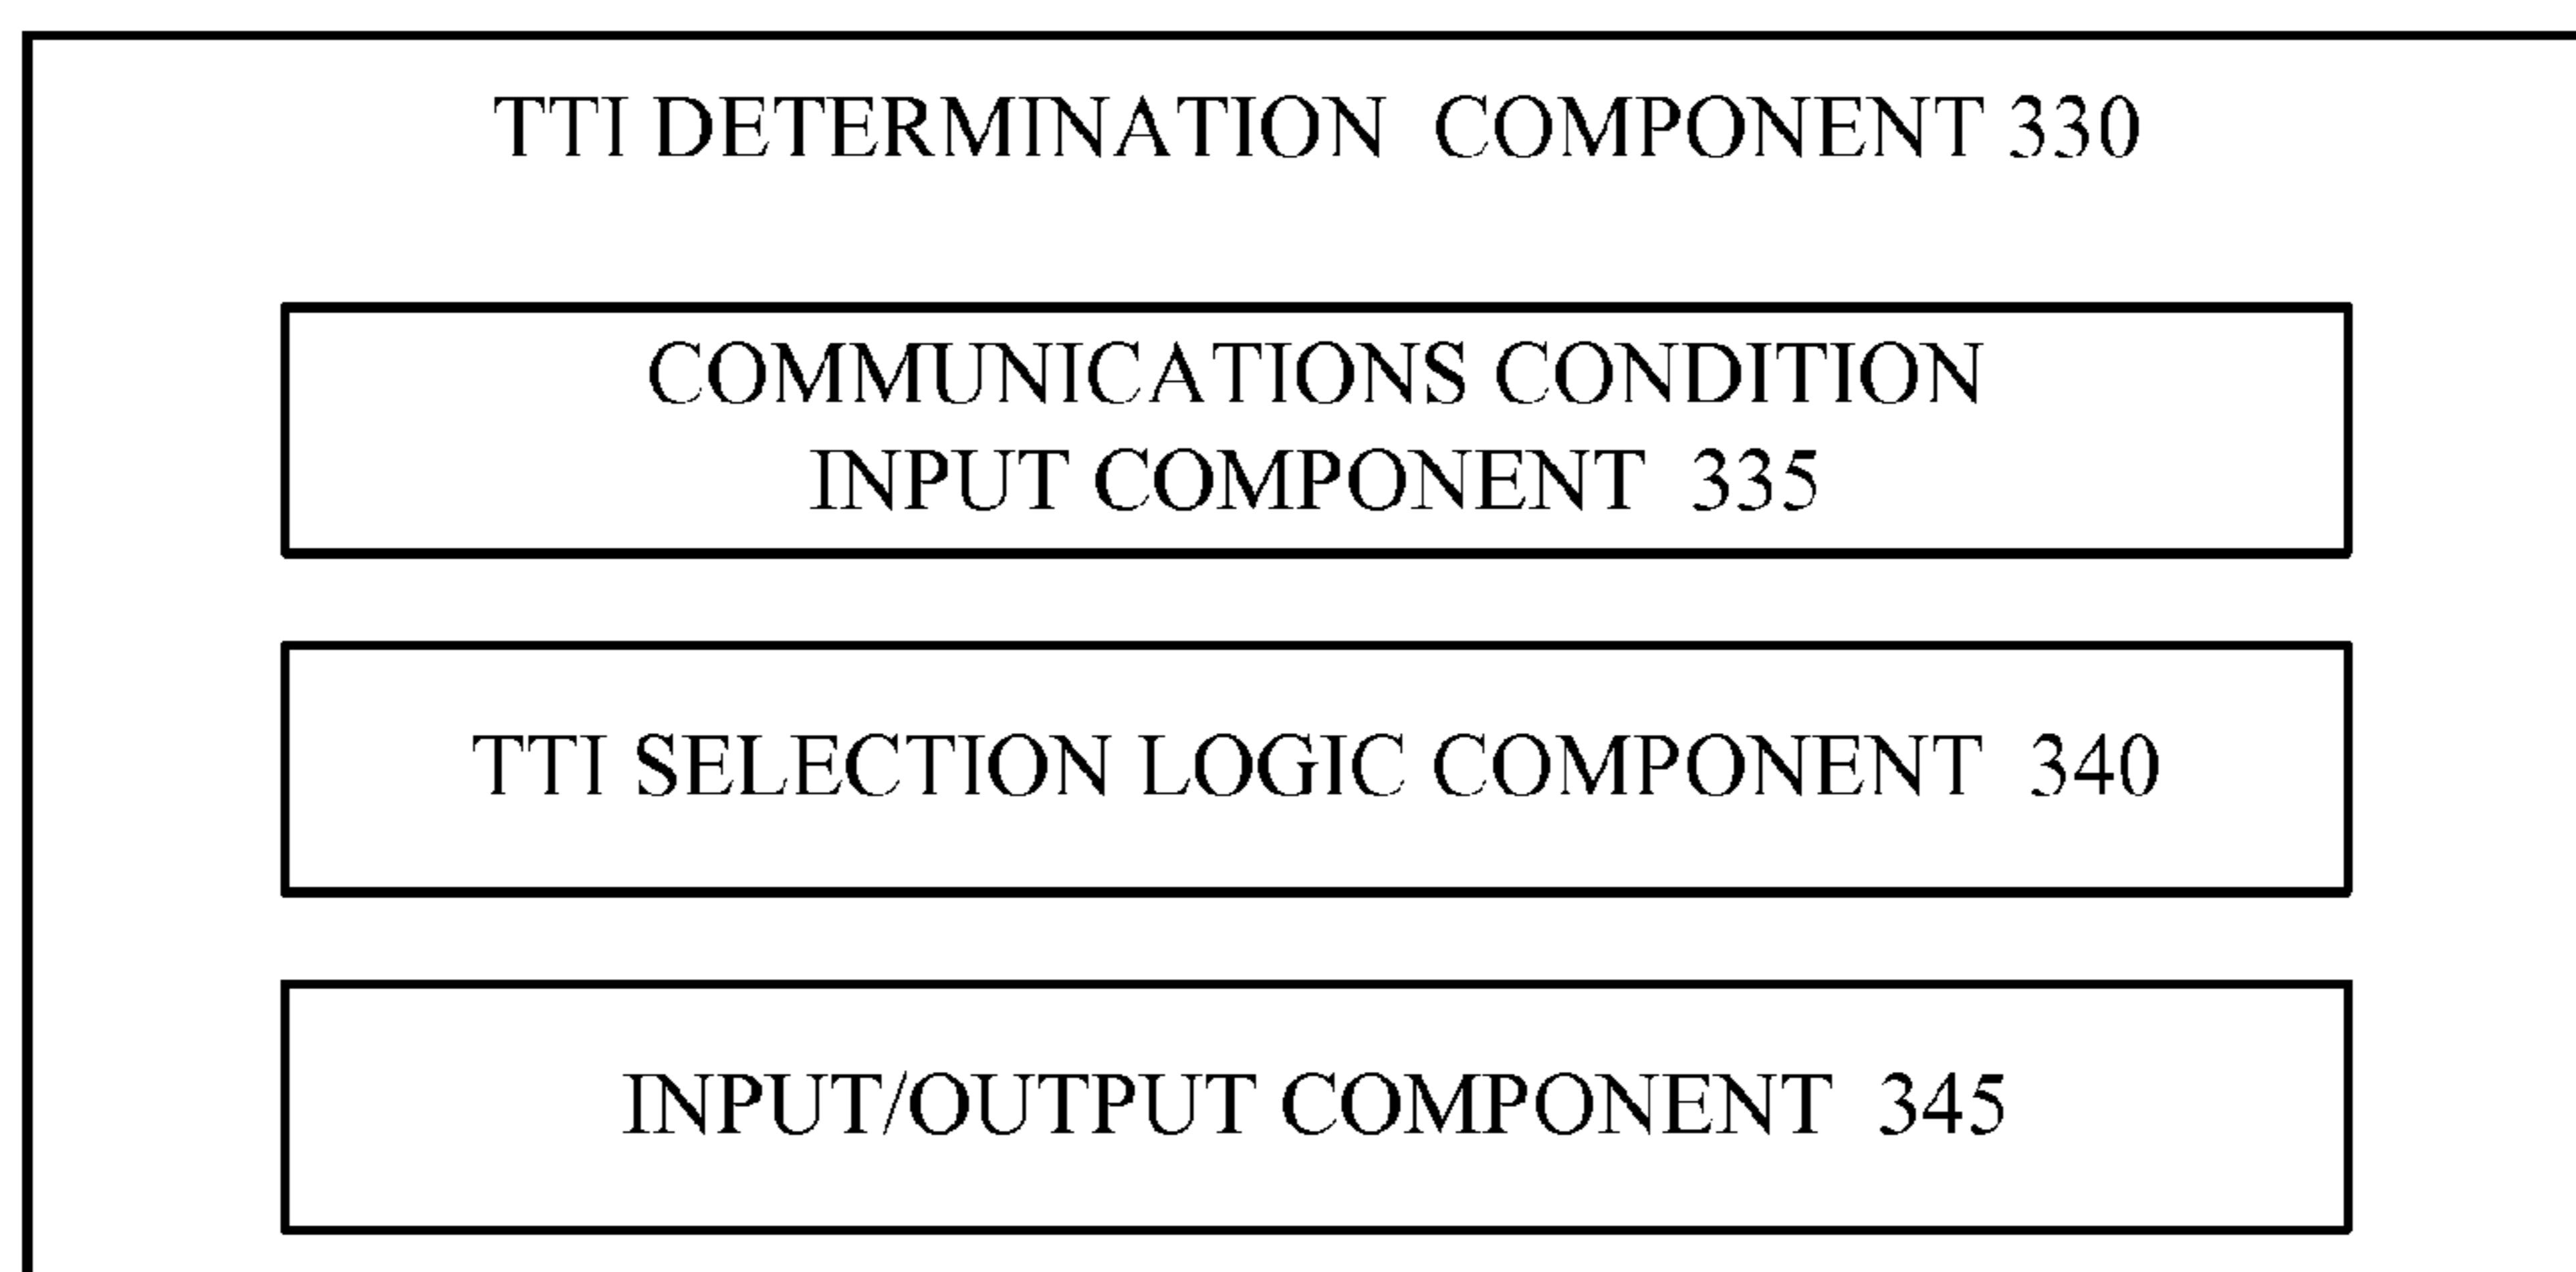 TTI DETERMINATION COMPONENT 330
COMMUNICATIONS CONDITION
INPUT COMPONENT 335
TTI SELECTION LOGIC COMPONENT 340
INPUT/OUTPUT COMPONENT 345